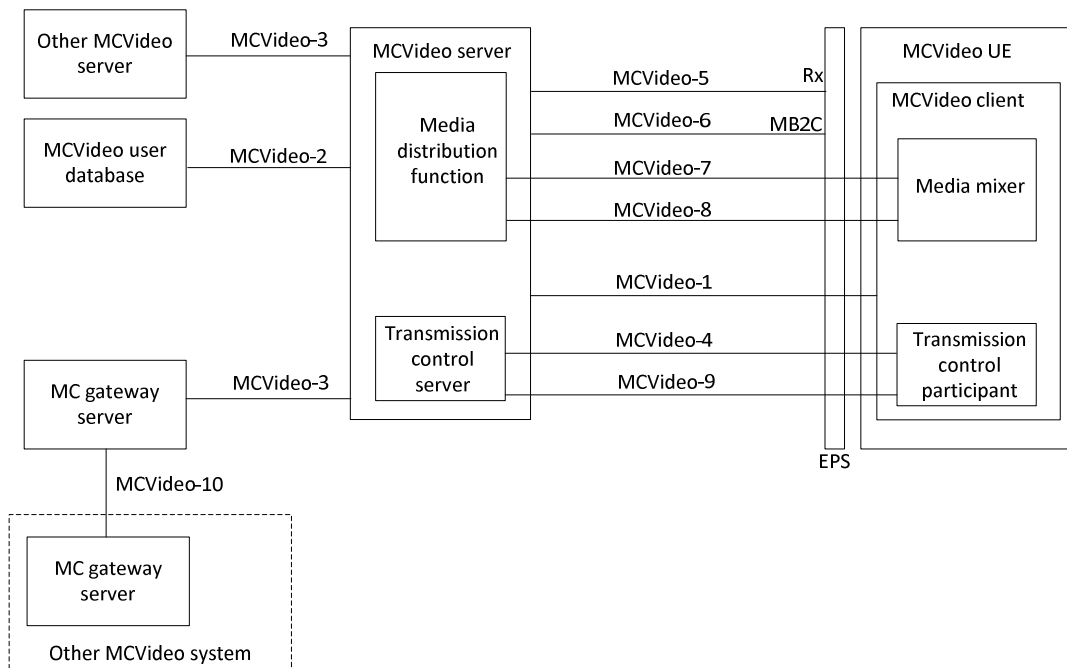 Other MCVideo
server
MCVideo-3
MCVideo user
database
MCVideo-2
MC gateway
server
MCVideo-3
MCVideo-10
MC gateway
server
Other MCVideo system
MCVideo server
Media
distribution
function
Transmission
control
server
MCVideo-5
Rx
MCVideo-6
MB2C
MCVideo-7
MCVideo-8
MCVideo-1
MCVideo-4
MCVideo-9
EPS
MCVideo UE
MCVideo client
Media mixer
Transmission
control
participant